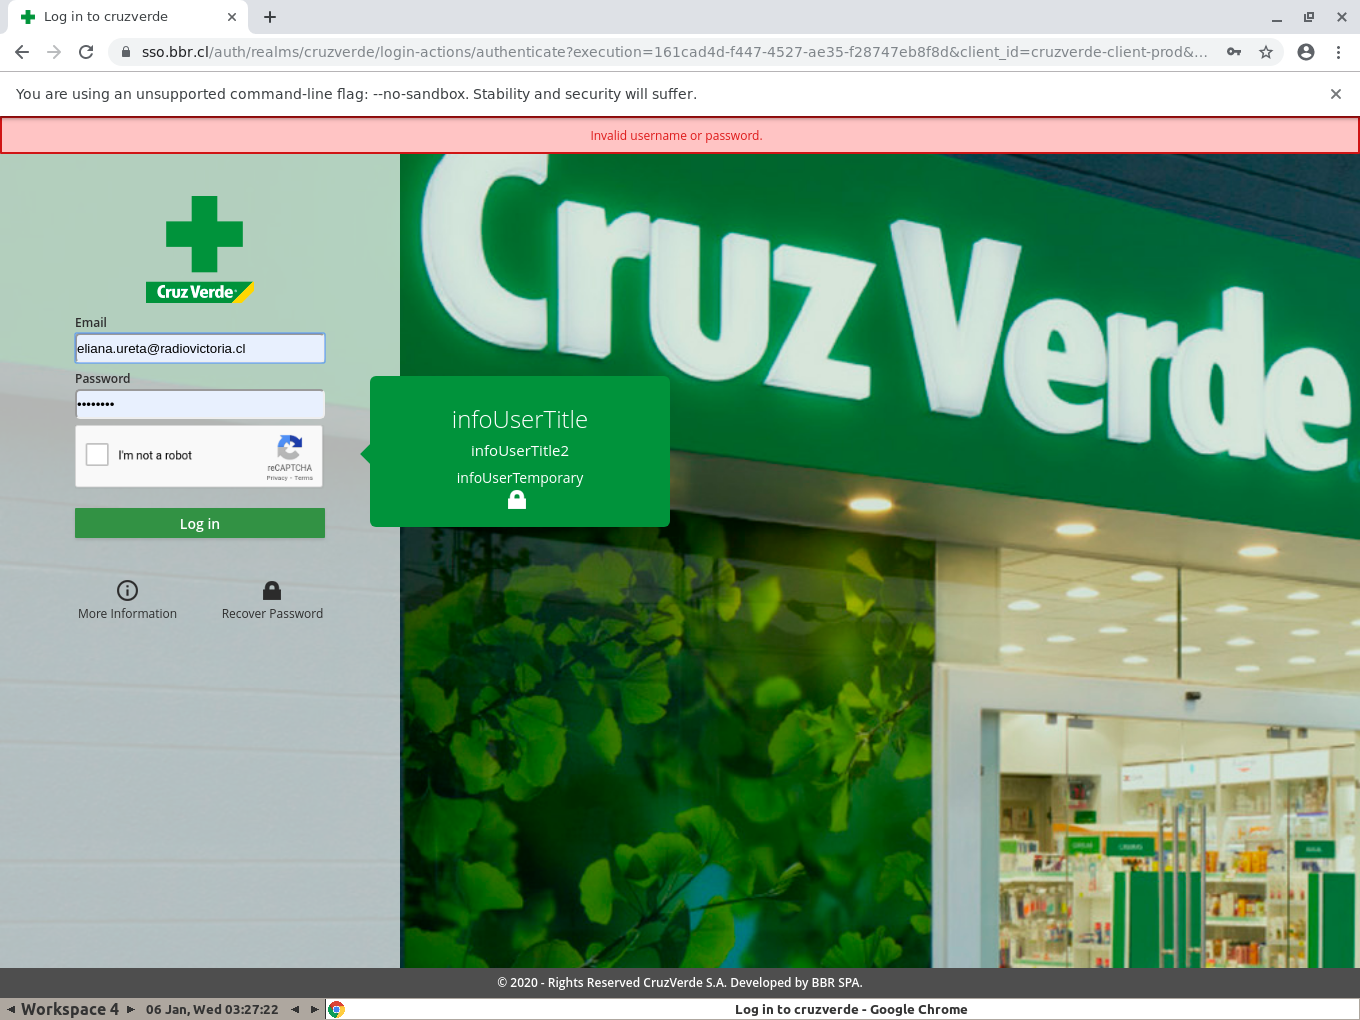 Log in to cruzverde
sso.bbr.cl/auth/realms/cruzverde/login-actions/authenticate?execution=161cad4d-f447-4527-ae35-f28747eb8f8d&client_id=cruzverde-client-prod&...
You are using an unsupported command-line flag: --no-sandbox. Stability and security will suffer.
Invalid username or password.
Cruz Verde
Cruz Verde
Email
eliana.ureta@radiovictoria.cl
Password
••••••••
I'm not a robot
reCAPTCHA
Privacy - Terms
infoUserTitle
infoUserTitle2
infoUserTemporary
Log in
More Information
Recover Password
© 2020 - Rights Reserved CruzVerde S.A. Developed by BBR SPA.
Workspace 4
06 Jan, Wed 03:27:22
Log in to cruzverde - Google Chrome